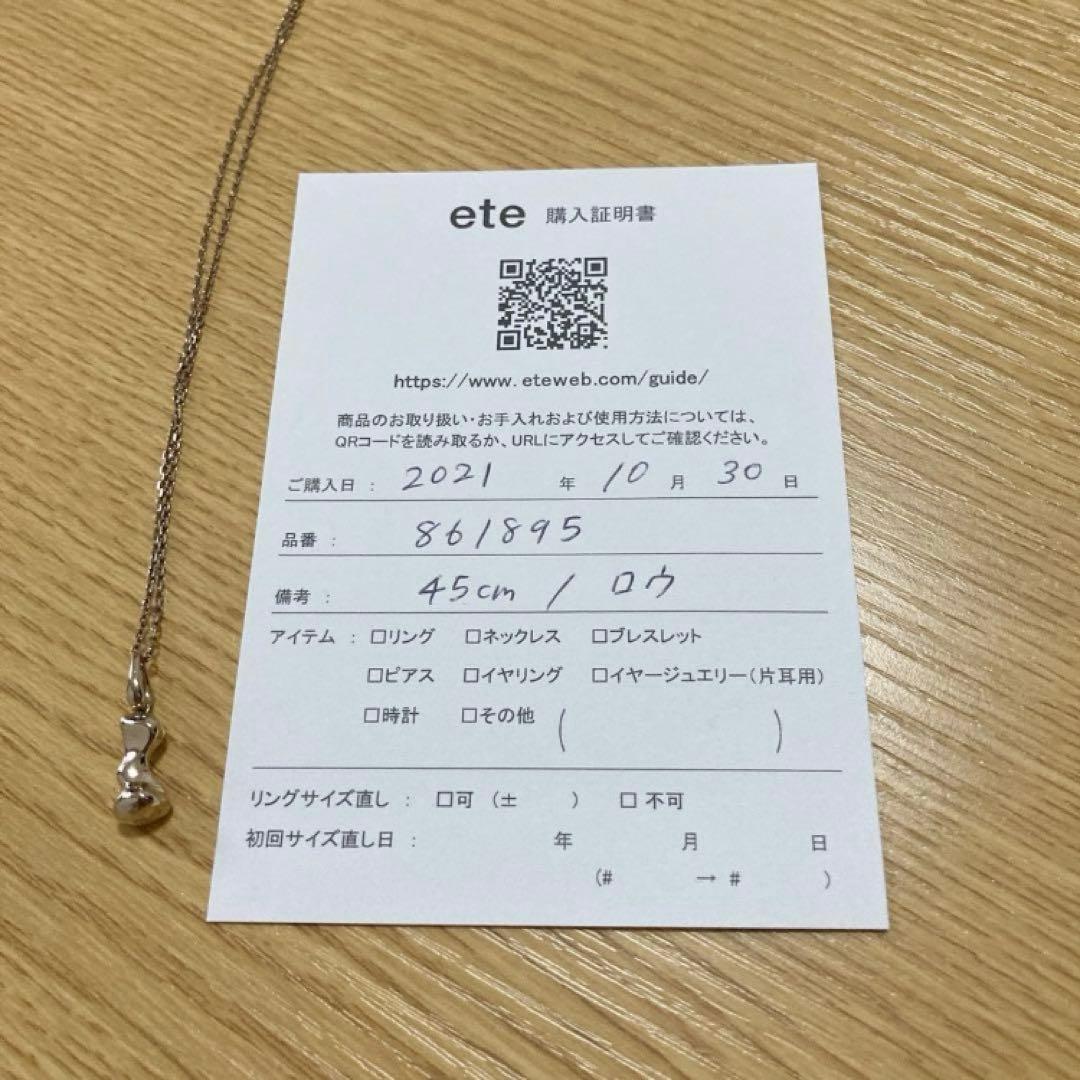 ete 購入証明書
https://www.eteweb.com/guide/
商品のお取り扱い・お手入れおよび使用方法については、
QRコードを読み取るか、URLにアクセスしてご確認ください。
ご購入日 : 2021 年 10 月 30 日
品番 : 861895
備考 : 45cm / ロウ
アイテム : □リング □ネックレス □ブレスレット
□ピアス □イヤリング □イヤージュエリー(片耳用)
□時計 □その他 ( )
リングサイズ直し : □可 (± ) □ 不可
初回サイズ直し日 : 年 月 日
(# → # )